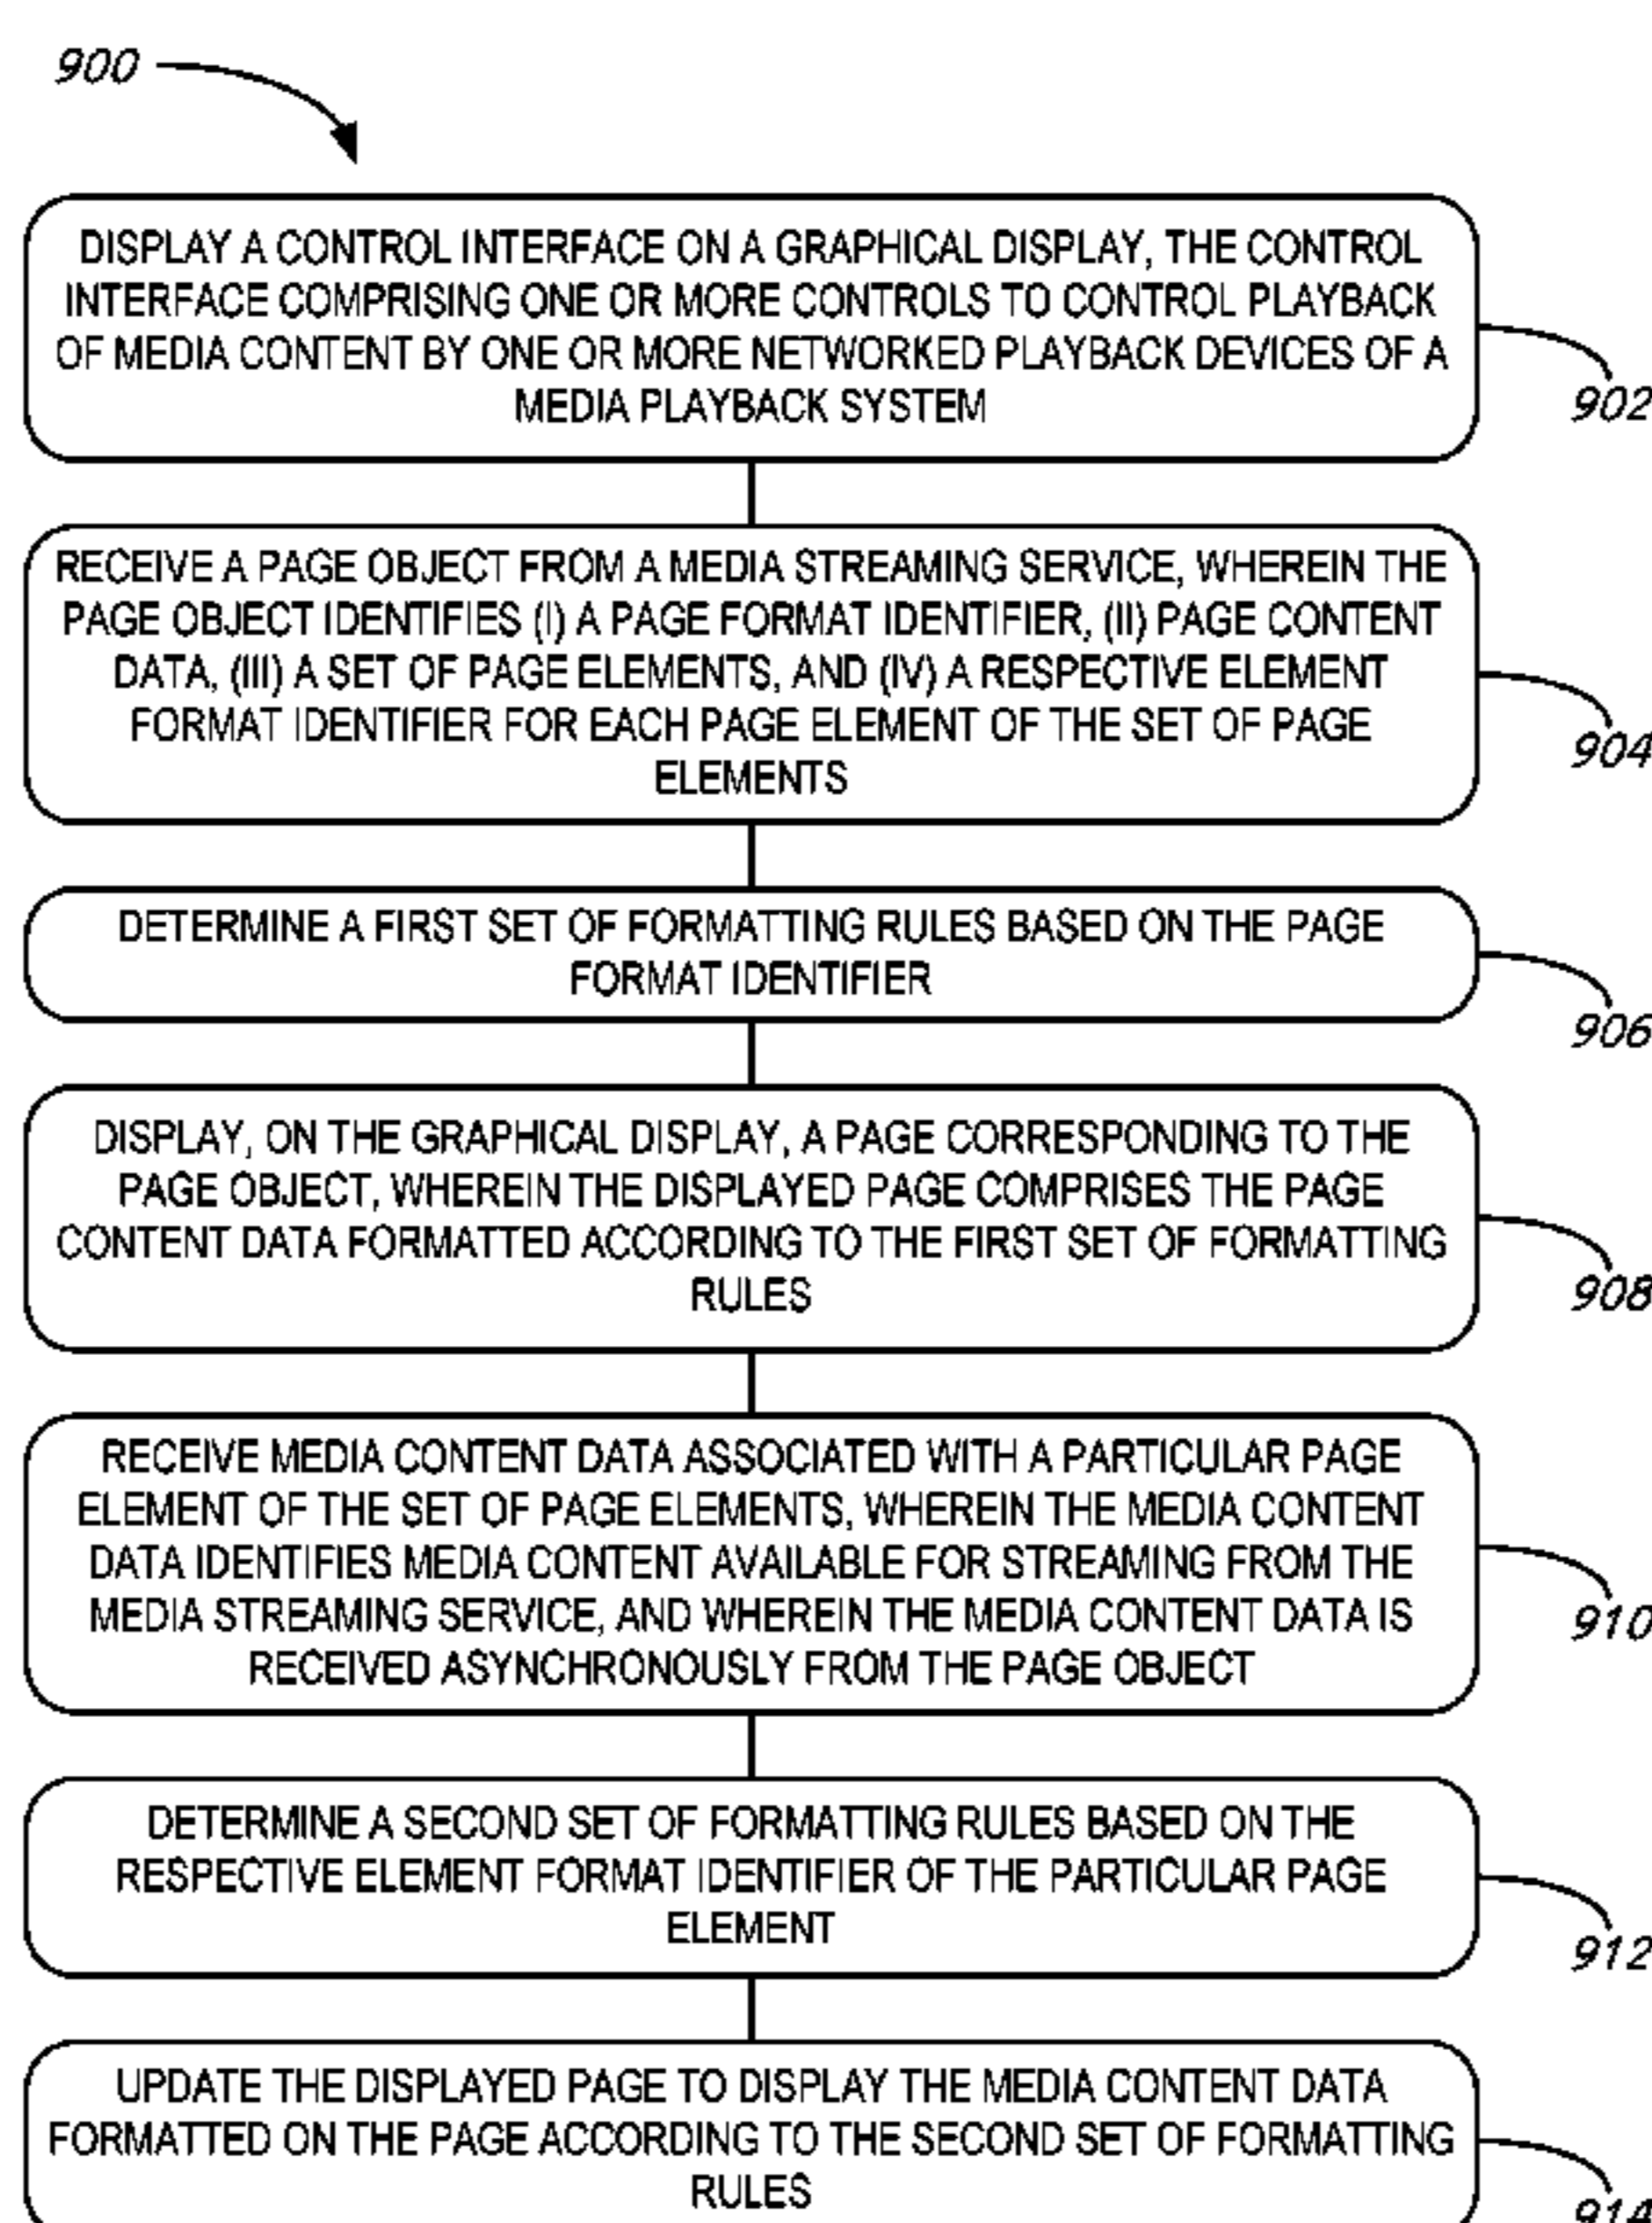 900
DISPLAY A CONTROL INTERFACE ON A GRAPHICAL DISPLAY, THE CONTROL
INTERFACE COMPRISING ONE OR MORE CONTROLS TO CONTROL PLAYBACK
OF MEDIA CONTENT BY ONE OR MORE NETWORKED PLAYBACK DEVICES OF A
MEDIA PLAYBACK SYSTEM
902
RECEIVE A PAGE OBJECT FROM A MEDIA STREAMING SERVICE, WHEREIN THE
PAGE OBJECT IDENTIFIES (I) A PAGE FORMAT IDENTIFIER, (II) PAGE CONTENT
DATA, (III) A SET OF PAGE ELEMENTS, AND (IV) A RESPECTIVE ELEMENT
FORMAT IDENTIFIER FOR EACH PAGE ELEMENT OF THE SET OF PAGE
ELEMENTS
904
DETERMINE A FIRST SET OF FORMATTING RULES BASED ON THE PAGE
FORMAT IDENTIFIER
906
DISPLAY, ON THE GRAPHICAL DISPLAY, A PAGE CORRESPONDING TO THE
PAGE OBJECT, WHEREIN THE DISPLAYED PAGE COMPRISES THE PAGE
CONTENT DATA FORMATTED ACCORDING TO THE FIRST SET OF FORMATTING
RULES
908
RECEIVE MEDIA CONTENT DATA ASSOCIATED WITH A PARTICULAR PAGE
ELEMENT OF THE SET OF PAGE ELEMENTS, WHEREIN THE MEDIA CONTENT
DATA IDENTIFIES MEDIA CONTENT AVAILABLE FOR STREAMING FROM THE
MEDIA STREAMING SERVICE, AND WHEREIN THE MEDIA CONTENT DATA IS
RECEIVED ASYNCHRONOUSLY FROM THE PAGE OBJECT
910
DETERMINE A SECOND SET OF FORMATTING RULES BASED ON THE
RESPECTIVE ELEMENT FORMAT IDENTIFIER OF THE PARTICULAR PAGE
ELEMENT
912
UPDATE THE DISPLAYED PAGE TO DISPLAY THE MEDIA CONTENT DATA
FORMATTED ON THE PAGE ACCORDING TO THE SECOND SET OF FORMATTING
RULES
914